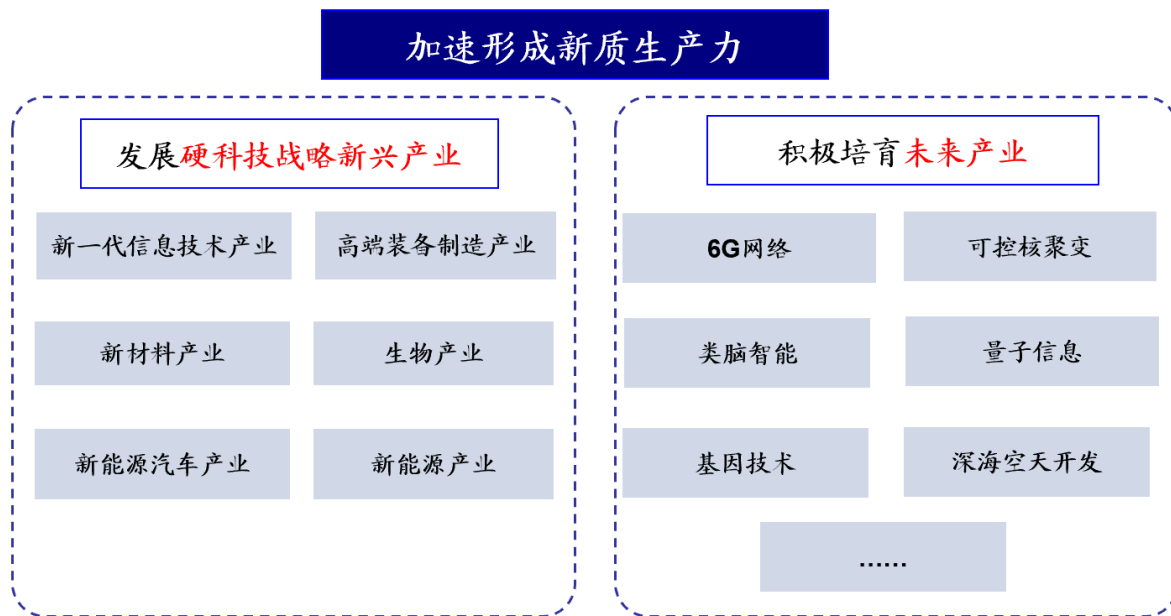 加速形成新质生产力
发展硬科技战略新兴产业
新一代信息技术产业
高端装备制造产业
新材料产业
生物产业
新能源汽车产业
新能源产业
积极培育未来产业
6G网络
可控核聚变
类脑智能
量子信息
基因技术
深海空天开发
......